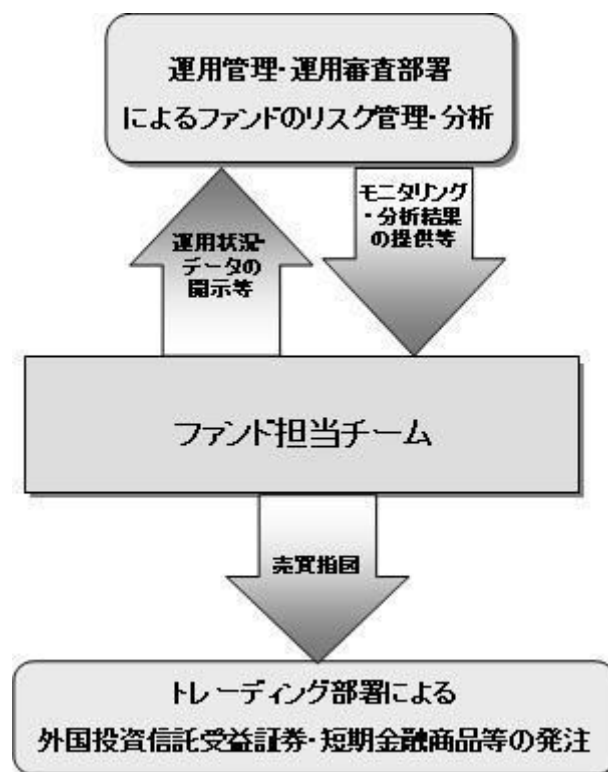 運用管理・運用審査部署
によるファンドのリスク管理・分析
運用状況・
データの
開示等
モニタリング
・分析結果
の提供等
ファンド担当チーム
売買指図
トレーディング部署による
外国投資信託受益証券・短期金融商品等の発注